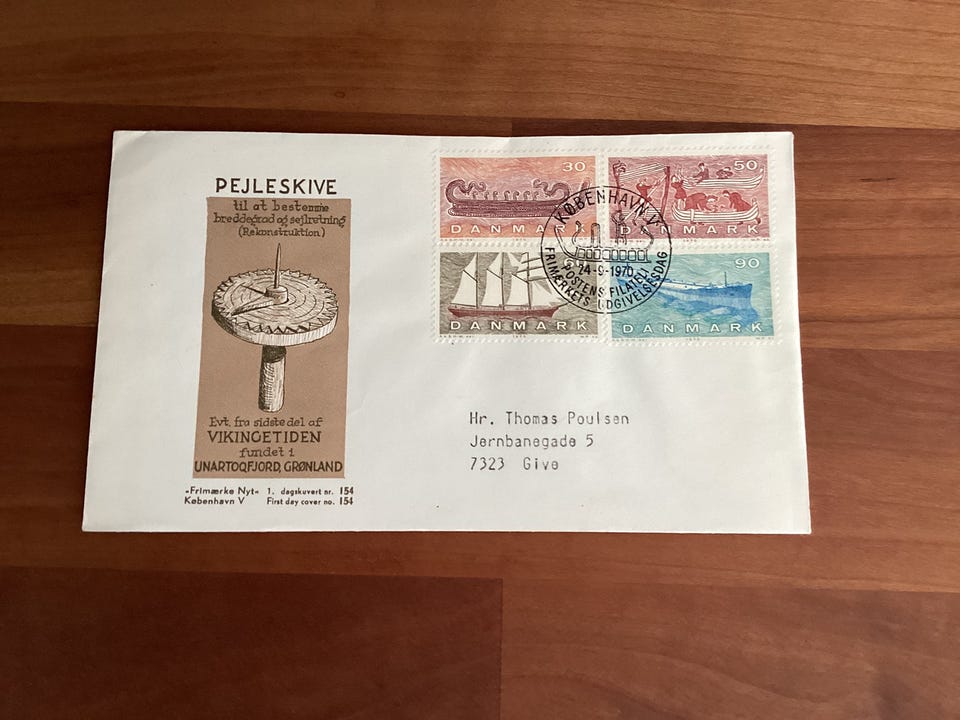 PEJLESKIVE
til at bestemme
breddegrad og sejlretning
(Rekonstruktion)
Evt. fra sidste del af
VIKINGETIDEN
fundet i
UNARTOQFJORD, GRØNLAND
»Frimærke Nyt« 1. dagskuvert nr. 154
København V First day cover no. 154
30
DANMARK
50
DANMARK
DANMARK
90
DANMARK
KØBENHAVN V
24-9-1970
POSTENS FILATELI
FRIMÆRKETS UDGIVELSESDAG
Hr. Thomas Poulsen
Jernbanegade 5
7323 Give